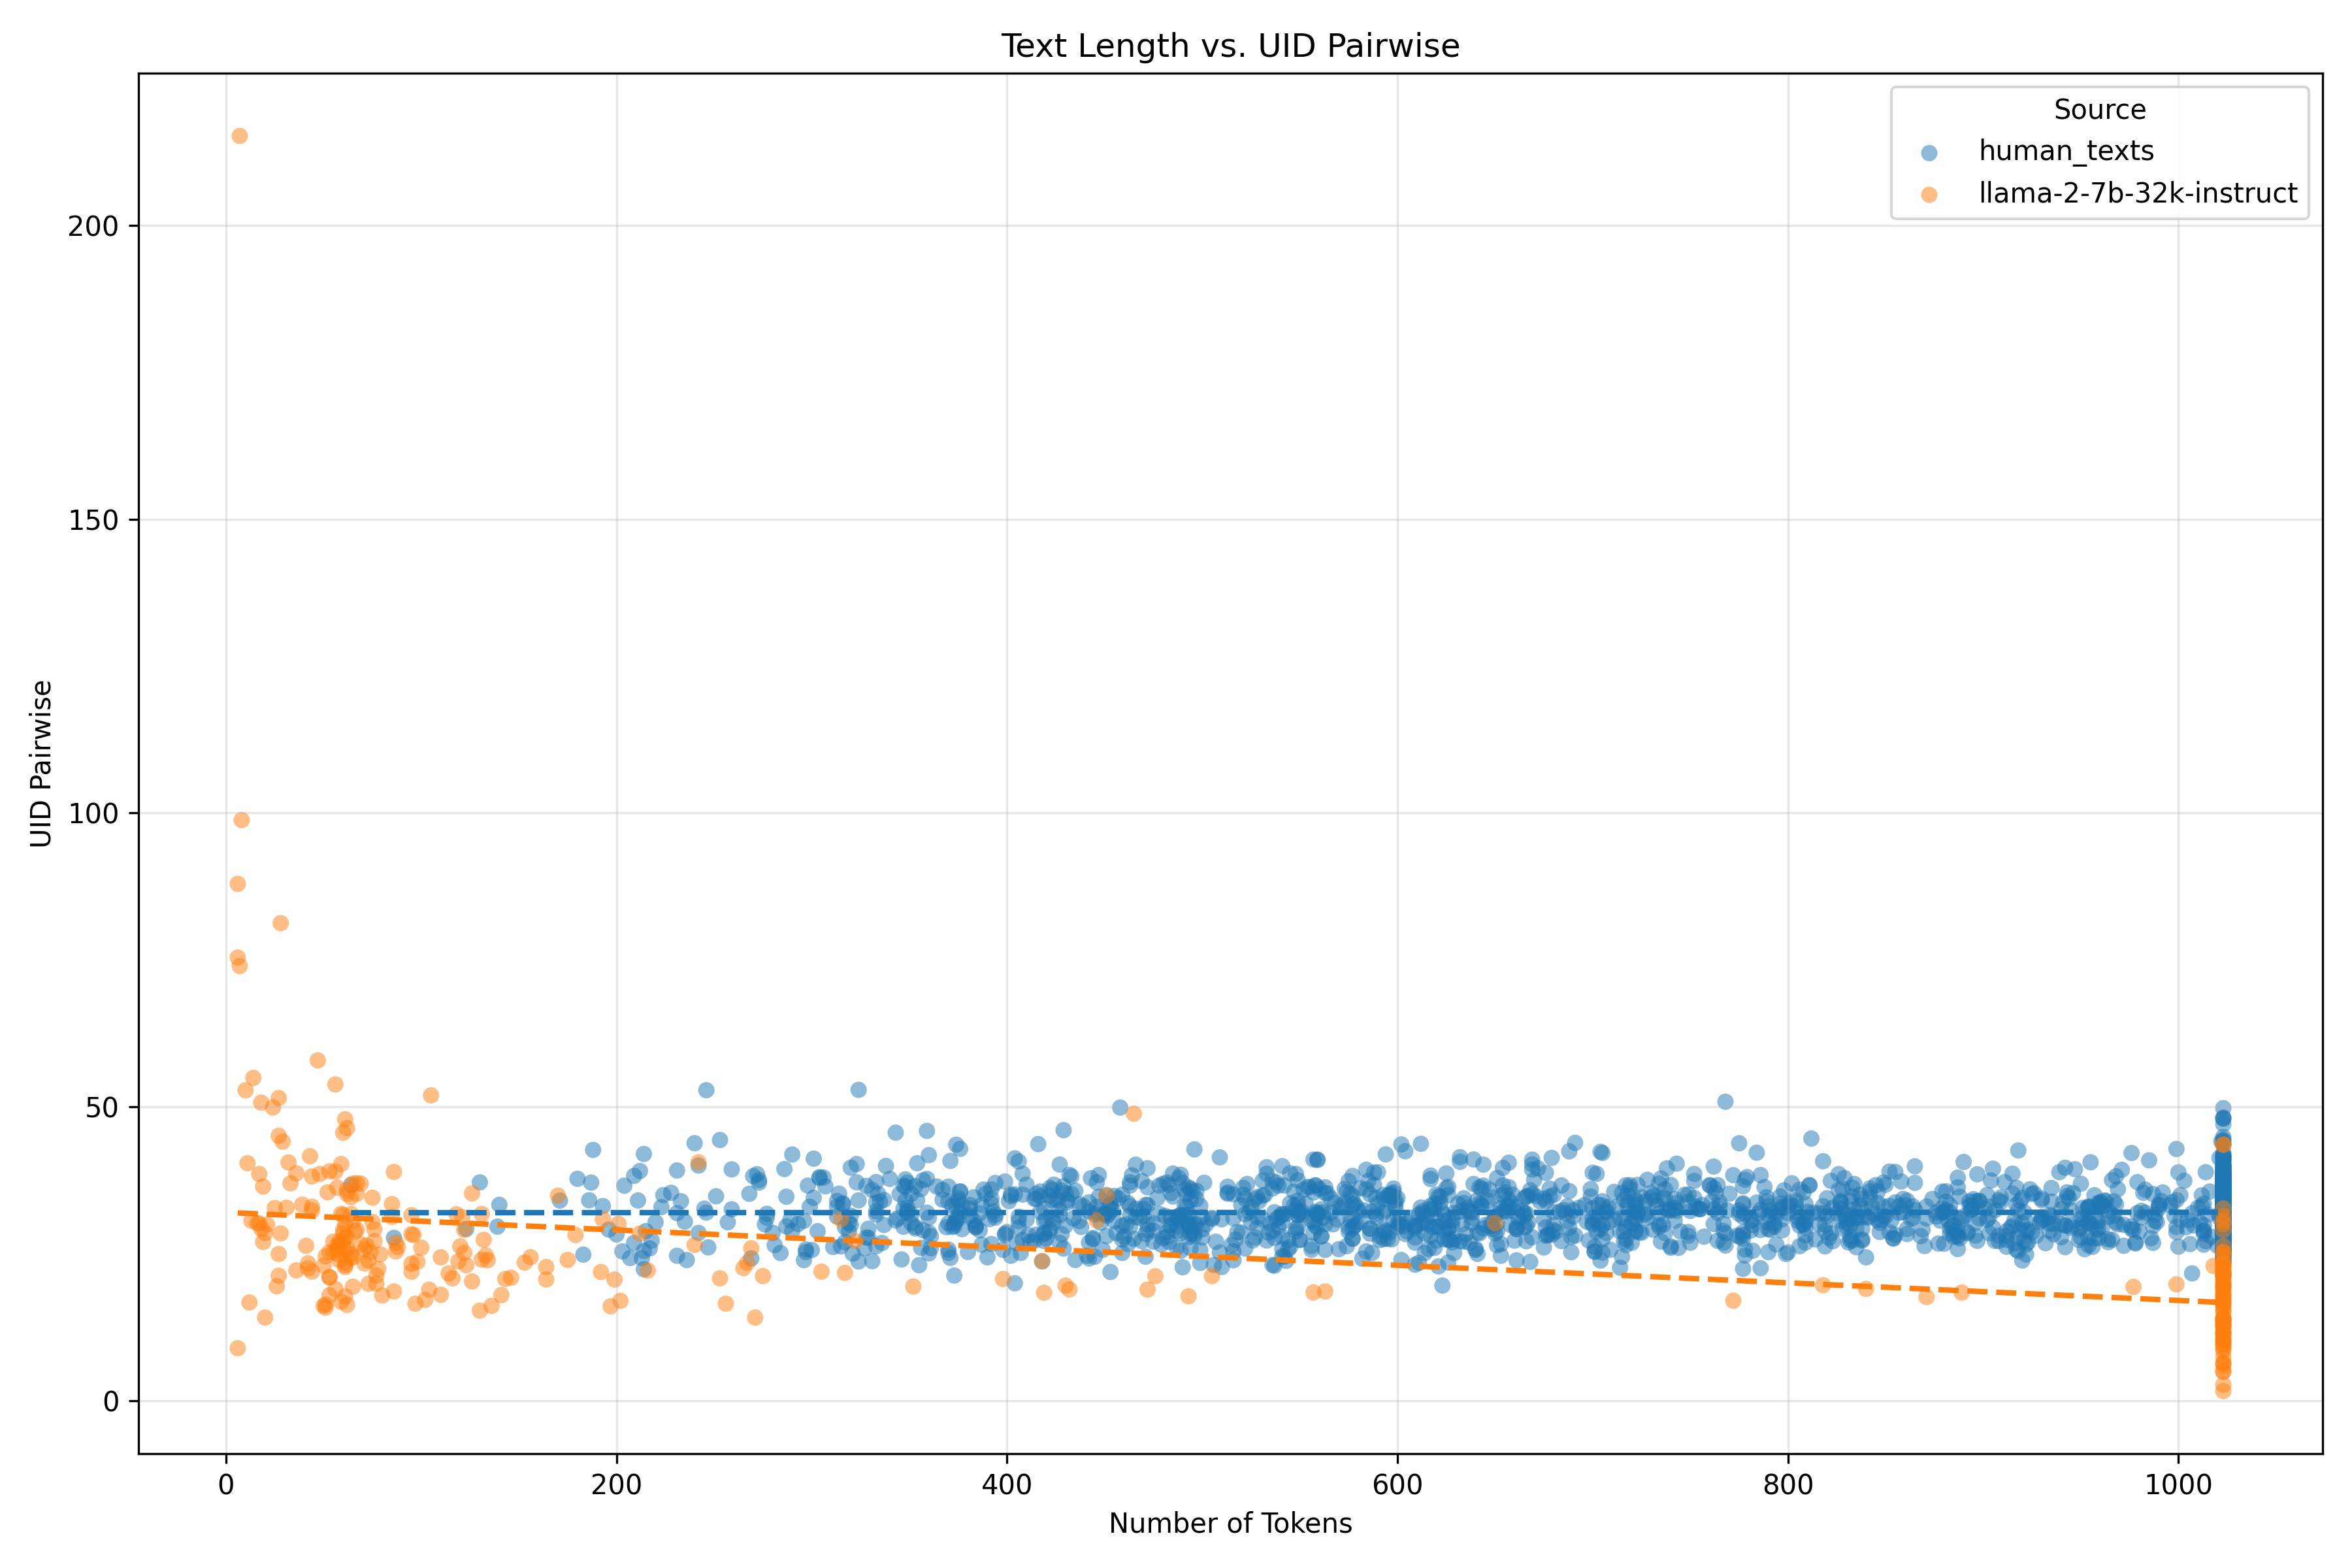 Text Length vs. UID Pairwise
Source
human_texts
llama-2-7b-32k-instruct
UID Pairwise
200
150
100
50
0
0 200 400 600 800 1000
Number of Tokens